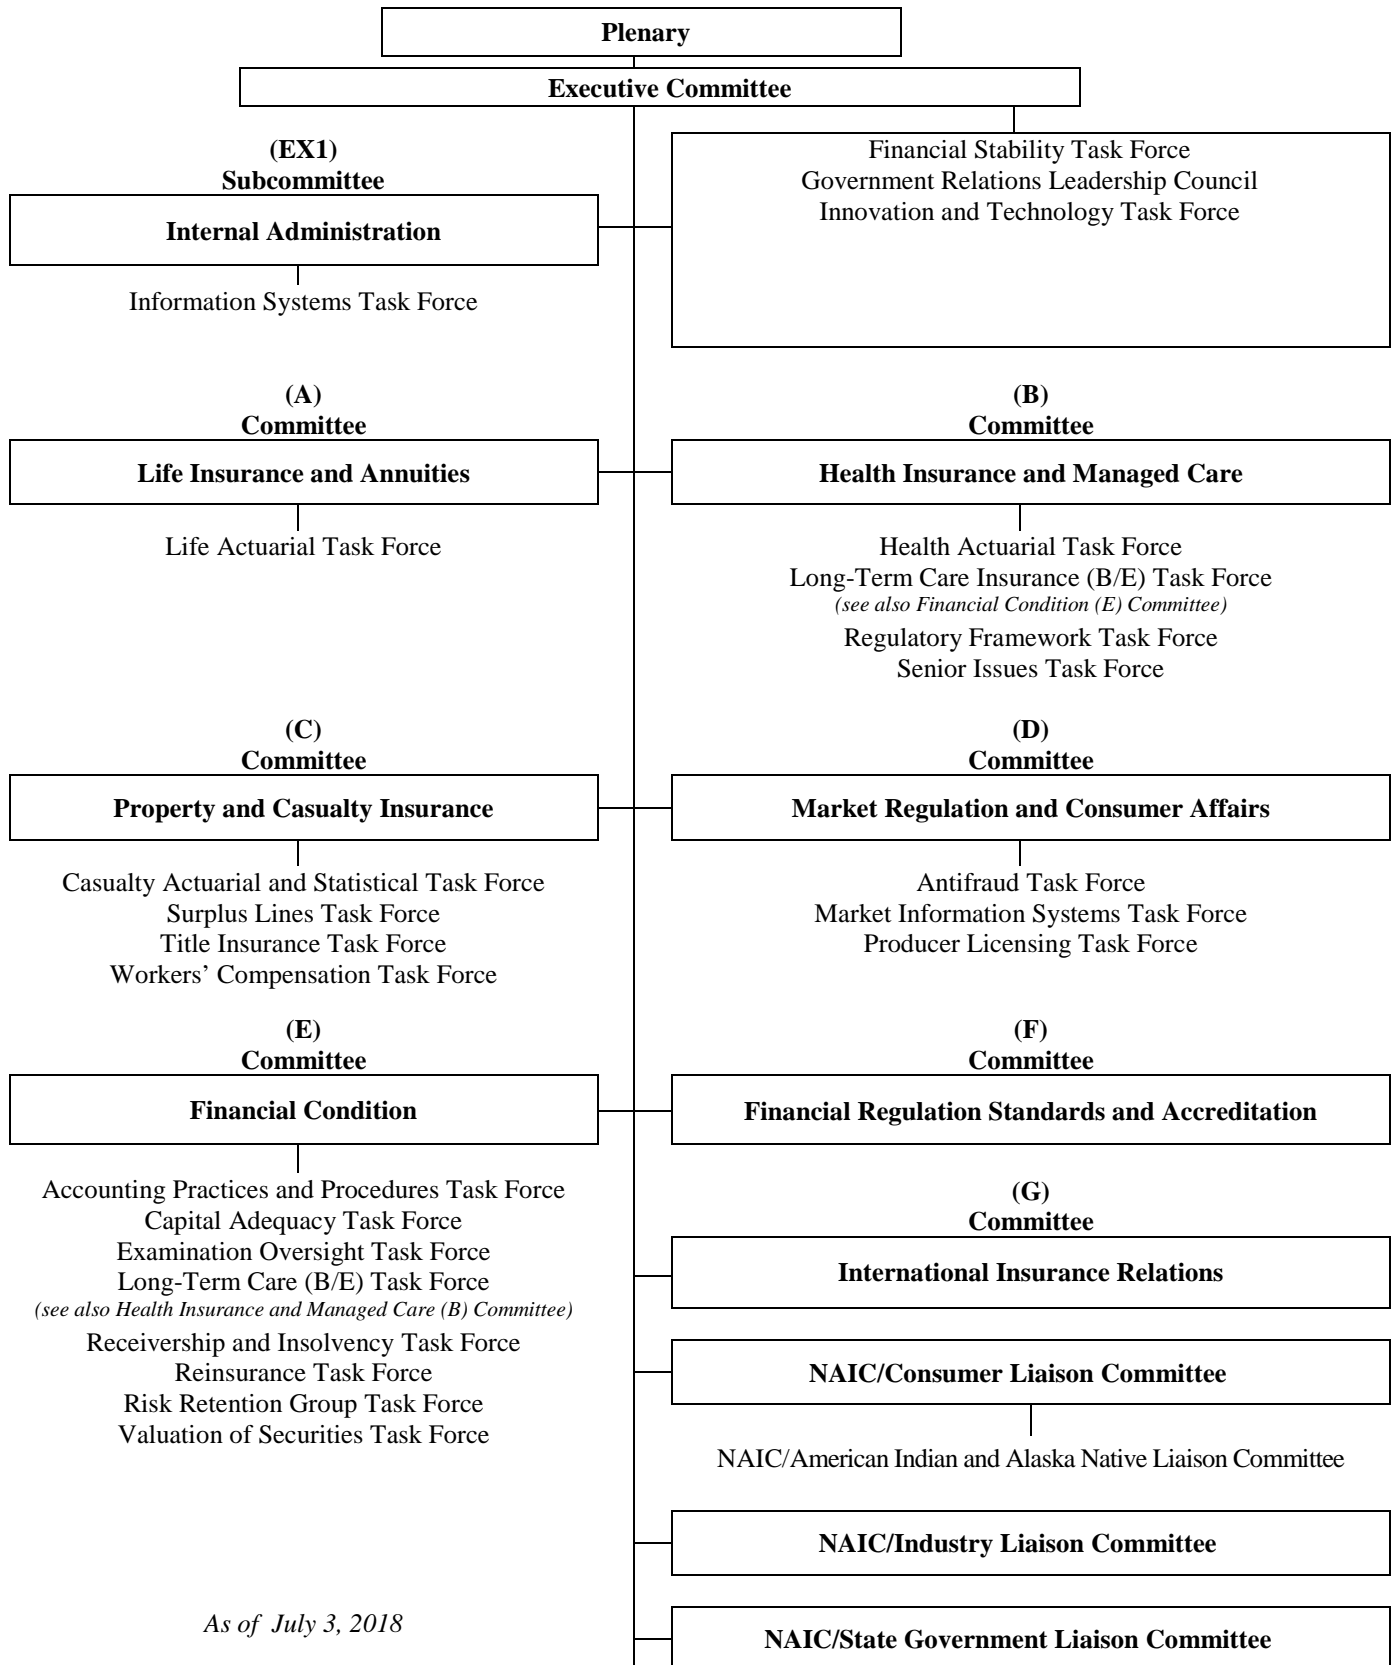 Plenary
Executive Committee
(EX1)
Subcommittee
Internal Administration
Information Systems Task Force
Financial Stability Task Force
Government Relations Leadership Council
Innovation and Technology Task Force
(A)
Committee
Life Insurance and Annuities
Life Actuarial Task Force
(B)
Committee
Health Insurance and Managed Care
Health Actuarial Task Force
Long-Term Care Insurance (B/E) Task Force
(see also Financial Condition (E) Committee)
Regulatory Framework Task Force
Senior Issues Task Force
(C)
Committee
Property and Casualty Insurance
Casualty Actuarial and Statistical Task Force
Surplus Lines Task Force
Title Insurance Task Force
Workers’ Compensation Task Force
(D)
Committee
Market Regulation and Consumer Affairs
Antifraud Task Force
Market Information Systems Task Force
Producer Licensing Task Force
(E)
Committee
Financial Condition
Accounting Practices and Procedures Task Force
Capital Adequacy Task Force
Examination Oversight Task Force
Long-Term Care (B/E) Task Force
(see also Health Insurance and Managed Care (B) Committee)
Receivership and Insolvency Task Force
Reinsurance Task Force
Risk Retention Group Task Force
Valuation of Securities Task Force
(F)
Committee
Financial Regulation Standards and Accreditation
(G)
Committee
International Insurance Relations
NAIC/Consumer Liaison Committee
NAIC/American Indian and Alaska Native Liaison Committee
NAIC/Industry Liaison Committee
NAIC/State Government Liaison Committee
As of July 3, 2018